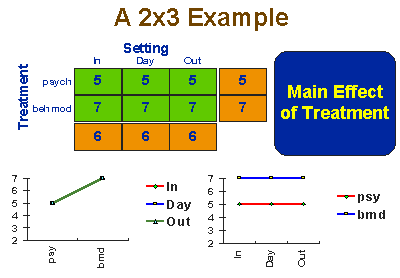 A 2x3 Example
Setting
In Day Out
Treatment
psych 5 5 5 5
beh mod 7 7 7 7
6 6 6
Main Effect
of Treatment
7
6
5
4
3
2
psy bmd
In
Day
Out
7
6
5
4
3
2
In Day Out
psy
bmd